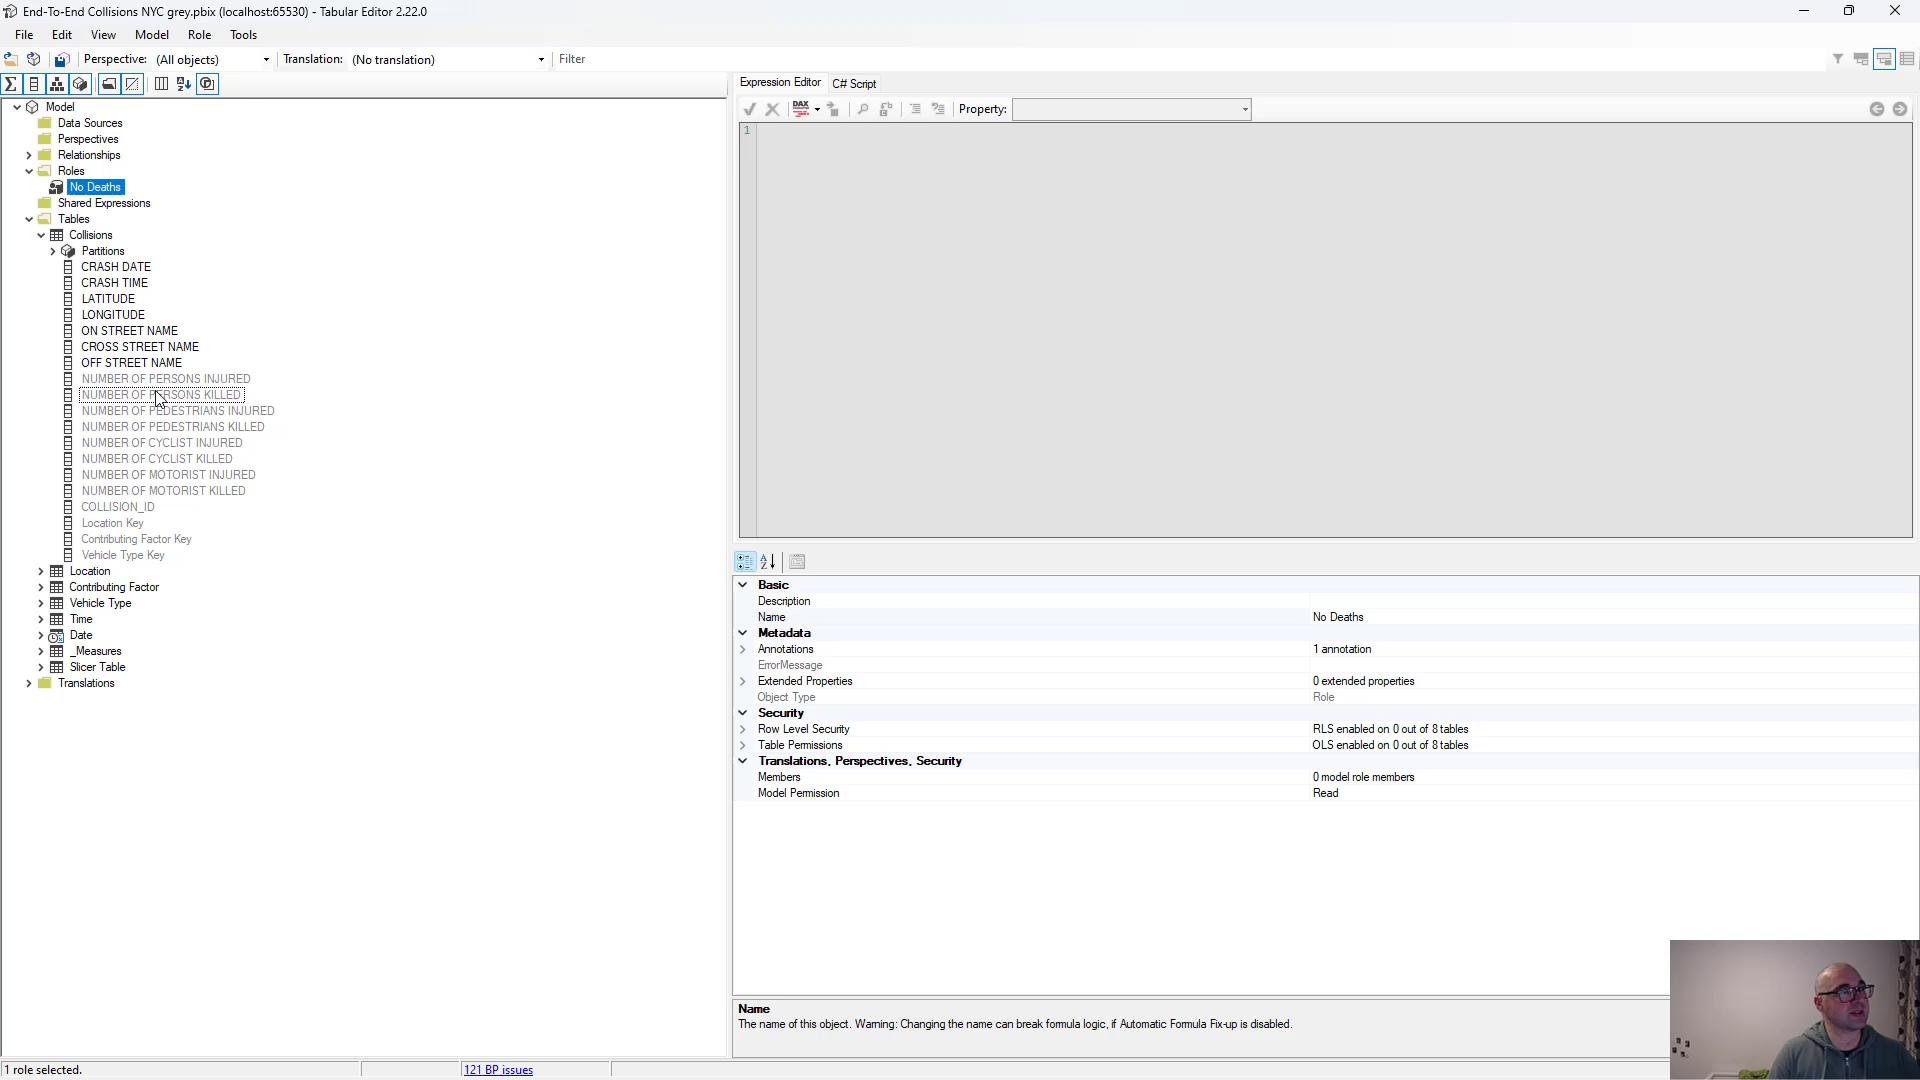 End-To-End Collisions NYC grey.pbix (localhost:65530) - Tabular Editor 2.22.0
File Edit View Model Role Tools
Perspective: (All objects) Translation: (No translation) Filter
Expression Editor C# Script
DAX Property:
1
Model
Data Sources
Perspectives
Relationships
Roles
No Deaths
Shared Expressions
Tables
Collisions
Partitions
CRASH DATE
CRASH TIME
LATITUDE
LONGITUDE
ON STREET NAME
CROSS STREET NAME
OFF STREET NAME
NUMBER OF PERSONS INJURED
NUMBER OF PERSONS KILLED
NUMBER OF PEDESTRIANS INJURED
NUMBER OF PEDESTRIANS KILLED
NUMBER OF CYCLIST INJURED
NUMBER OF CYCLIST KILLED
NUMBER OF MOTORIST INJURED
NUMBER OF MOTORIST KILLED
COLLISION_ID
Location Key
Contributing Factor Key
Vehicle Type Key
Location
Contributing Factor
Vehicle Type
Time
Date
_Measures
Slicer Table
Translations
Basic
Description
Name No Deaths
Metadata
Annotations 1 annotation
ErrorMessage
Extended Properties 0 extended properties
Object Type Role
Security
Row Level Security RLS enabled on 0 out of 8 tables
Table Permissions OLS enabled on 0 out of 8 tables
Translations, Perspectives, Security
Members 0 model role members
Model Permission Read
Name
The name of this object. Warning: Changing the name can break formula logic, if Automatic Formula Fix-up is disabled.
1 role selected. 121 BP issues